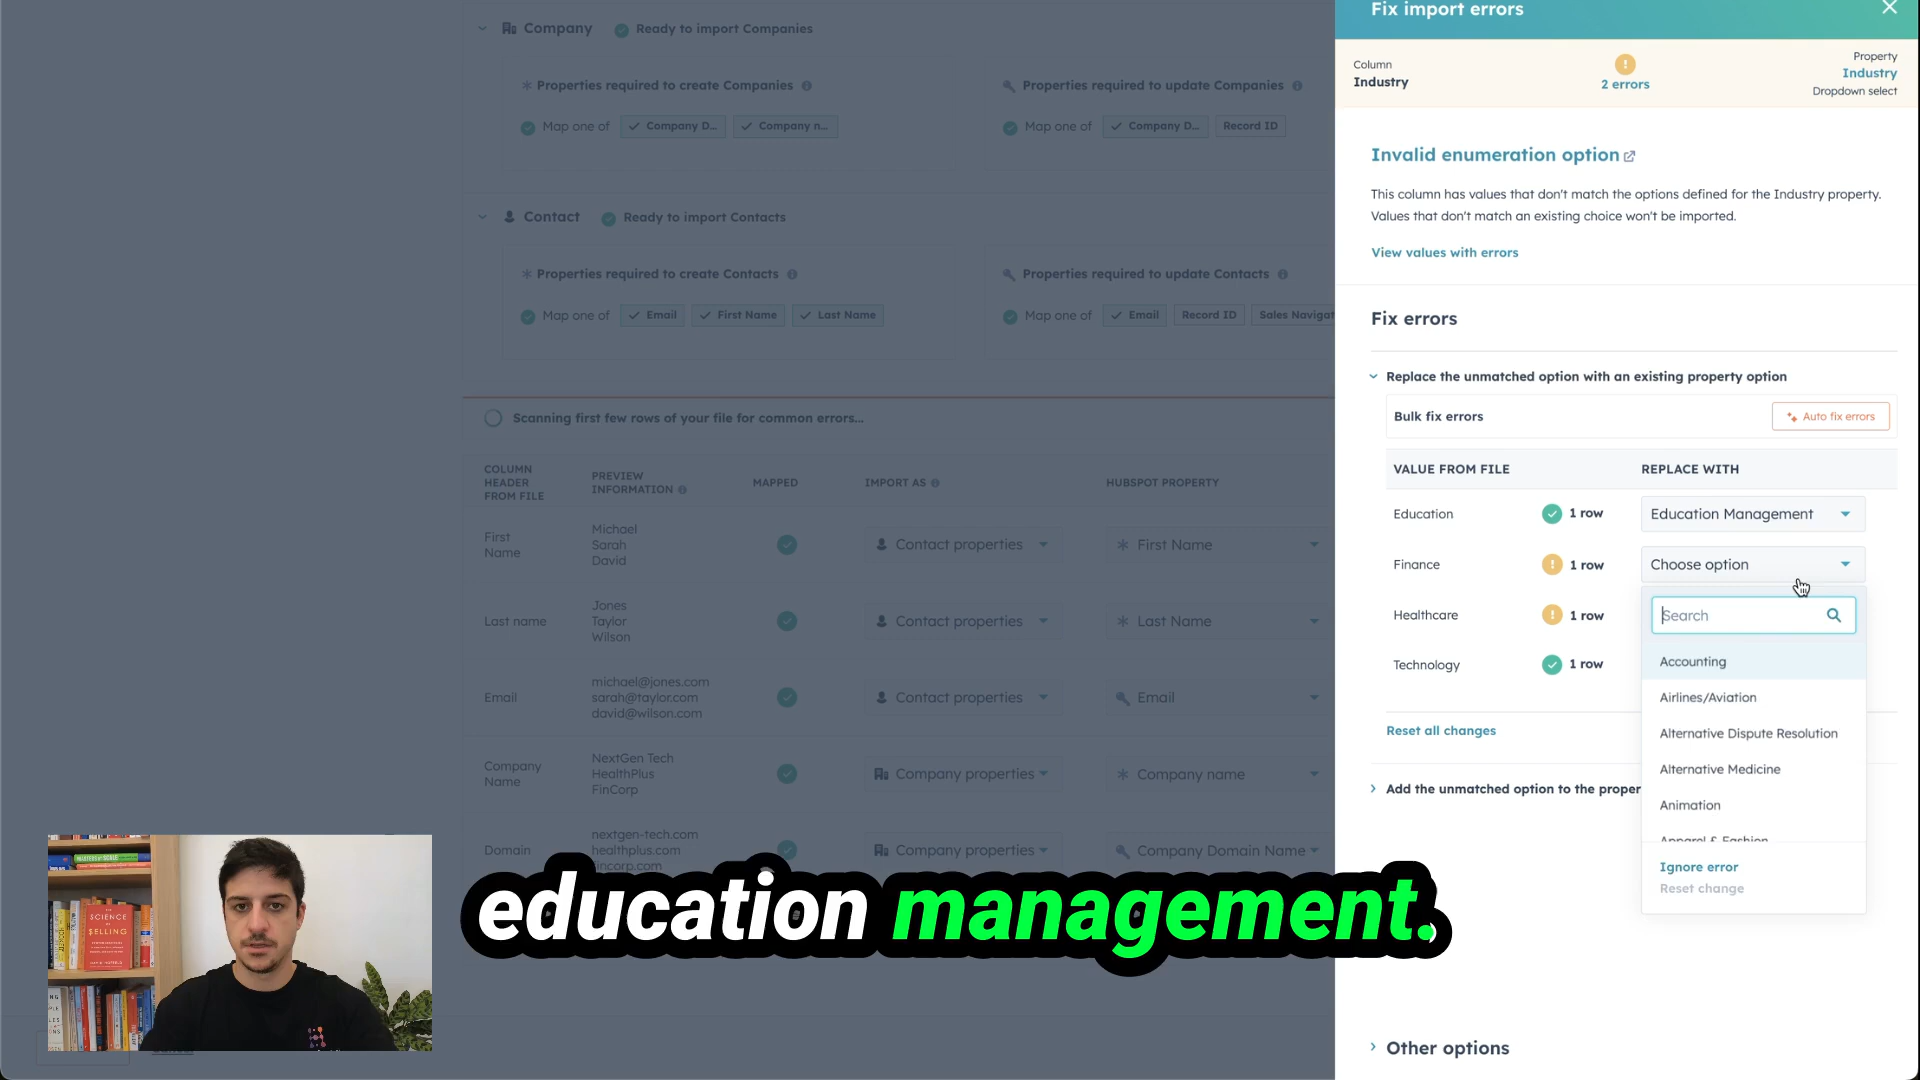 Company
Ready to import Companies
Properties required to create Companies
Properties required to update Companies
Map one of
Company D...
Company n...
Map one of
Company D...
Record ID
Contact
Ready to import Contacts
Properties required to create Contacts
Properties required to update Contacts
Map one of
Email
First Name
Last Name
Map one of
Email
Record ID
Sales Navigat
Scanning first few rows of your file for common errors...
COLUMN
HEADER
FROM FILE
PREVIEW
INFORMATION
MAPPED
IMPORT AS
HUBSPOT PROPERTY
First
Name
Michael
Sarah
David
Contact properties
First Name
Last name
Jones
Taylor
Wilson
Contact properties
Last Name
Email
michael@jones.com
sarah@taylor.com
david@wilson.com
Contact properties
Email
Company
Name
NextGen Tech
HealthPlus
FinCorp
Company properties
Company name
Domain
nextgen-tech.com
healthplus.com
fincorp.com
Company properties
Company Domain Name
education management.
THE
SCIENCE
OF
SELLING
Fix import errors
Column
Industry
2 errors
Property
Industry
Dropdown select
Invalid enumeration option
This column has values that don't match the options defined for the Industry property.
Values that don't match an existing choice won't be imported.
View values with errors
Fix errors
Replace the unmatched option with an existing property option
Bulk fix errors
Auto fix errors
VALUE FROM FILE
REPLACE WITH
Education
1 row
Education Management
Finance
1 row
Choose option
Healthcare
1 row
Search
Technology
1 row
Accounting
Airlines/Aviation
Alternative Dispute Resolution
Alternative Medicine
Animation
Apparel & Fashion
Ignore error
Reset change
Reset all changes
Add the unmatched option to the proper
Other options